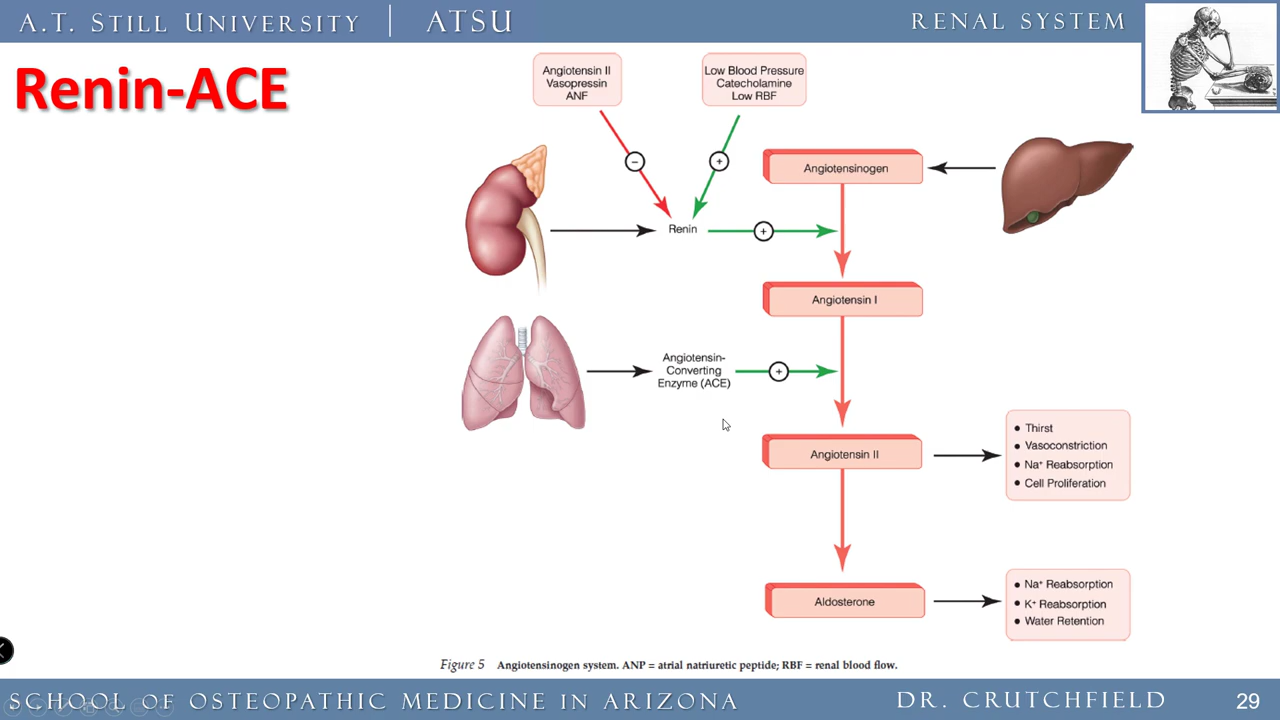 A.T. STILL UNIVERSITY | ATSU
RENAL SYSTEM
Renin-ACE
Angiotensin II
Vasopressin
ANF
Low Blood Pressure
Catecholamine
Low RBF
−
+
Angiotensinogen
Renin
+
Angiotensin I
Angiotensin-
Converting
Enzyme (ACE)
+
Angiotensin II
• Thirst
• Vasoconstriction
• Na⁺ Reabsorption
• Cell Proliferation
Aldosterone
• Na⁺ Reabsorption
• K⁺ Reabsorption
• Water Retention
Figure 5 Angiotensinogen system. ANP = atrial natriuretic peptide; RBF = renal blood flow.
SCHOOL OF OSTEOPATHIC MEDICINE IN ARIZONA
DR. CRUTCHFIELD
29